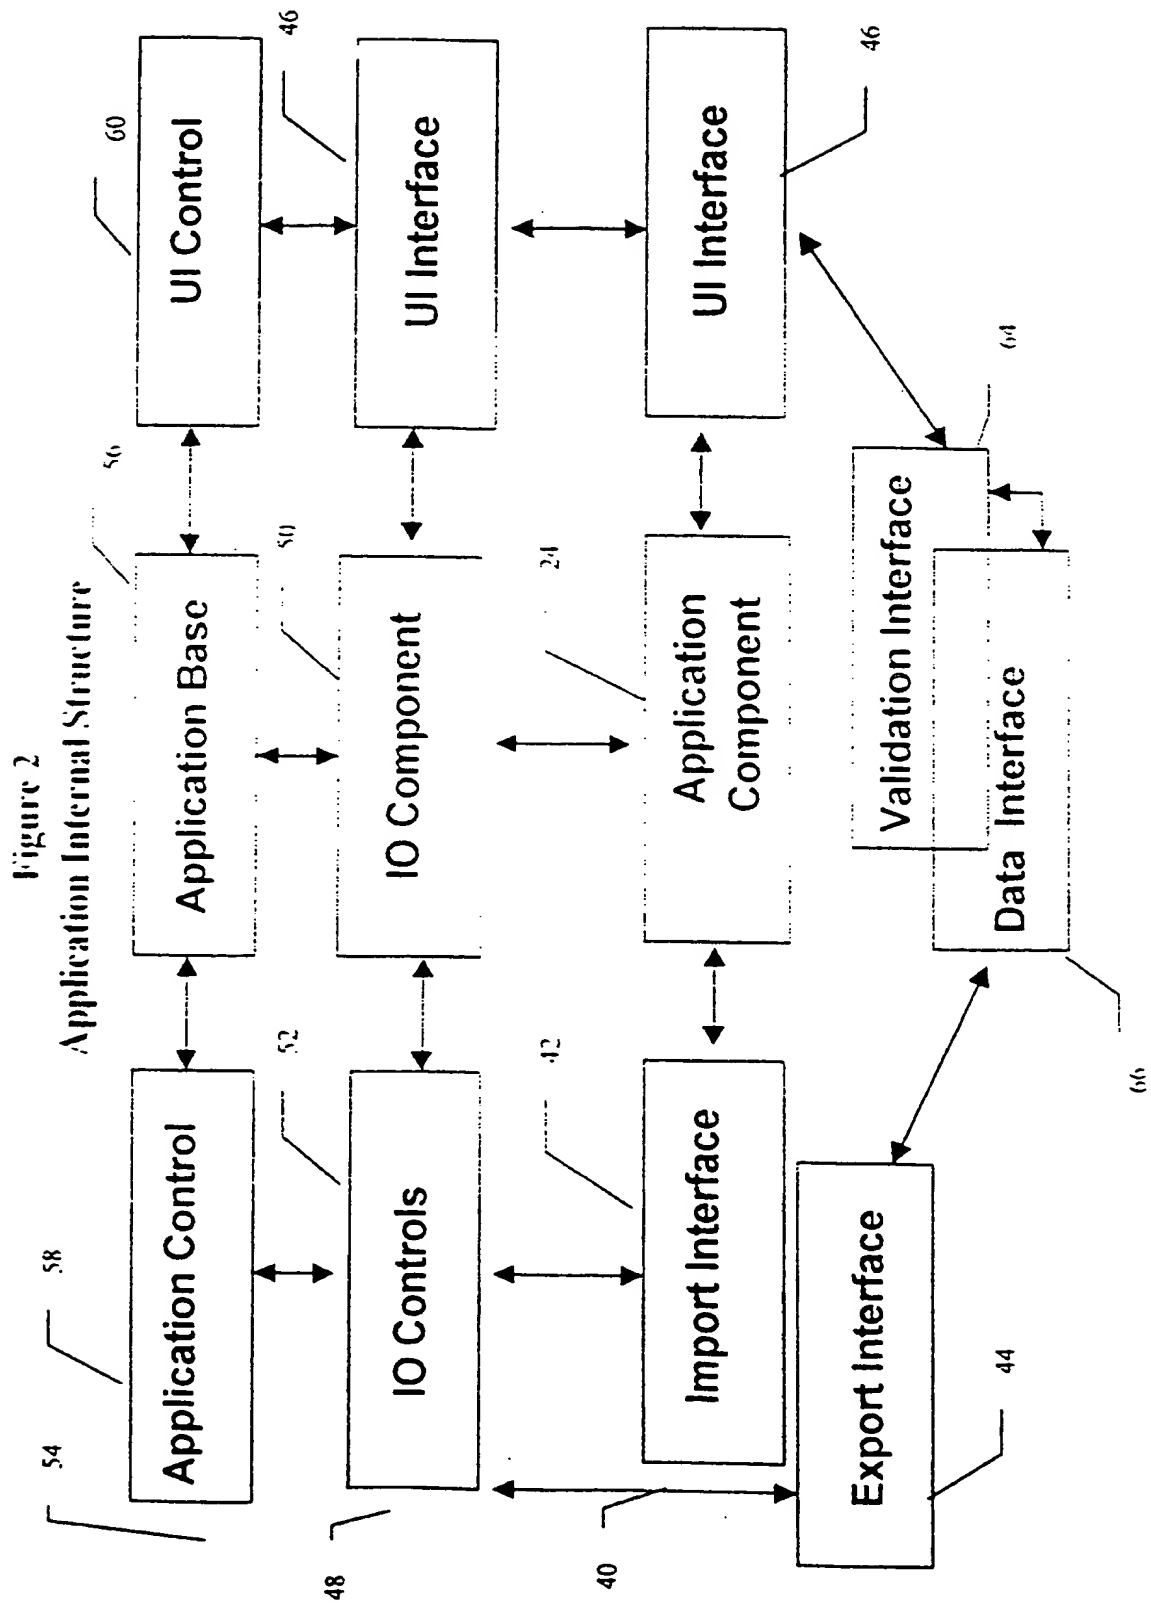 Figure 2
Application Internal Structure
54
58
56
60
Application Control
Application Base
UI Control
48
52
50
46
IO Controls
IO Component
UI Interface
40
42
24
Import Interface
Application
Component
UI Interface
46
Export Interface
44
Validation Interface
64
Data Interface
66